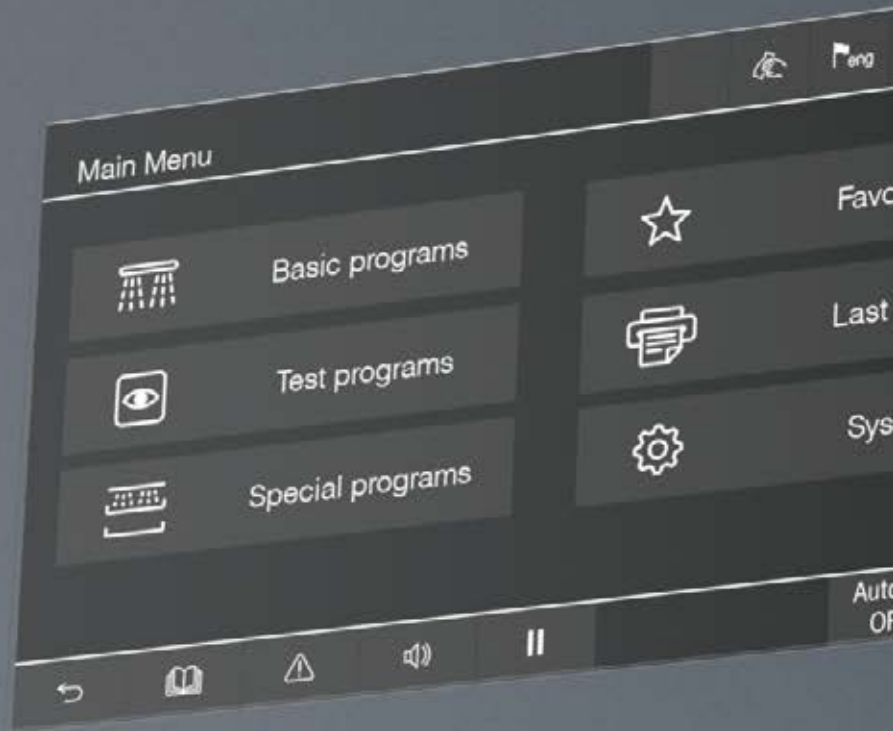 eng
Main Menu
Basic programs
Favo
Test programs
Last
Special programs
Sys
Auto
OF